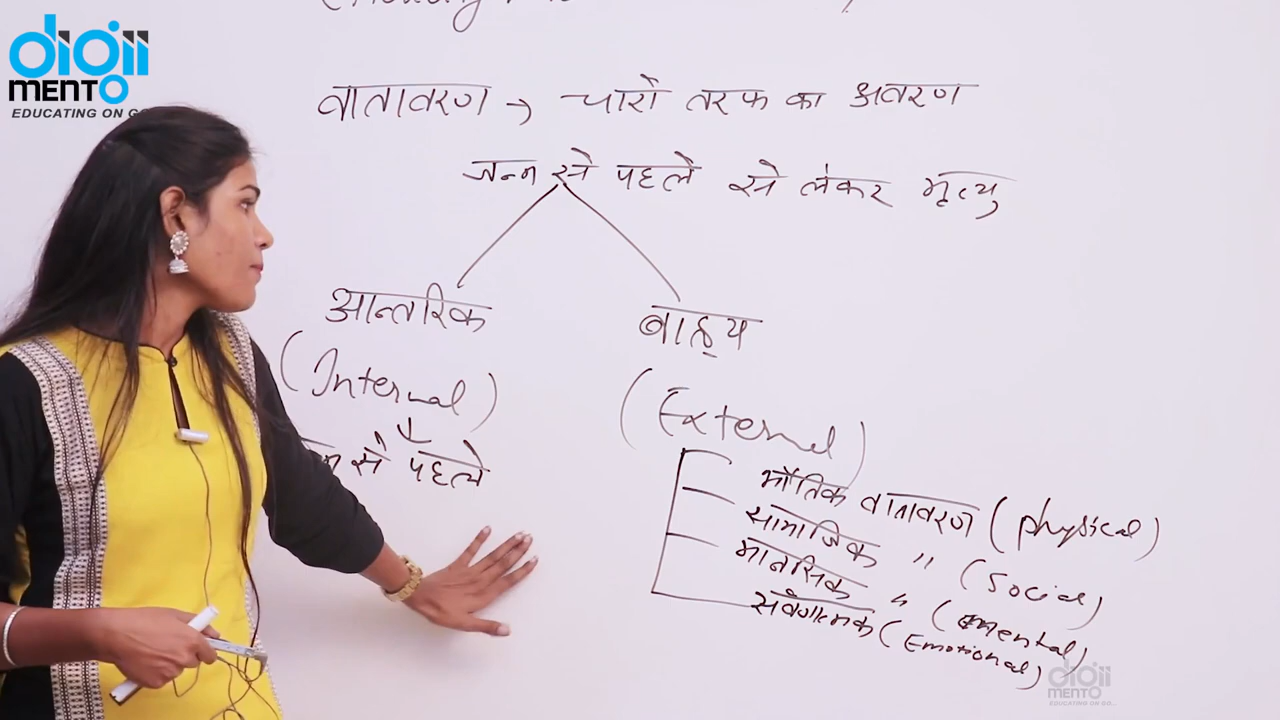 digii
MENTO
EDUCATING ON G
वातावरण → चारों तरफ का आवरण
जन्म से पहले से लेकर मृत्यु
आन्तरिक
बाह्य
(Internal)
(External)
से पहले
भौतिक वातावरण (physical)
सामाजिक " (Social)
मानसिक " (mental)
संवेगात्मक (Emotional)
digii
MENTO
EDUCATING ON GO...